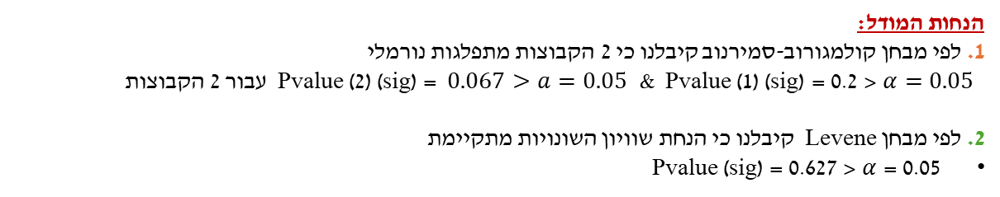 הנחות המודל:
1. לפי מבחן קולמגורוב-סמירנוב קיבלנו כי 2 הקבוצות מתפלגות נורמלי
Pvalue (2) (sig) = 0.067 > a = 0.05 & Pvalue (1) (sig) = 0.2 > α = 0.05 עבור 2 הקבוצות
2. לפי מבחן Levene קיבלנו כי הנחת שוויון השונויות מתקיימת
• Pvalue (sig) = 0.627 > α = 0.05